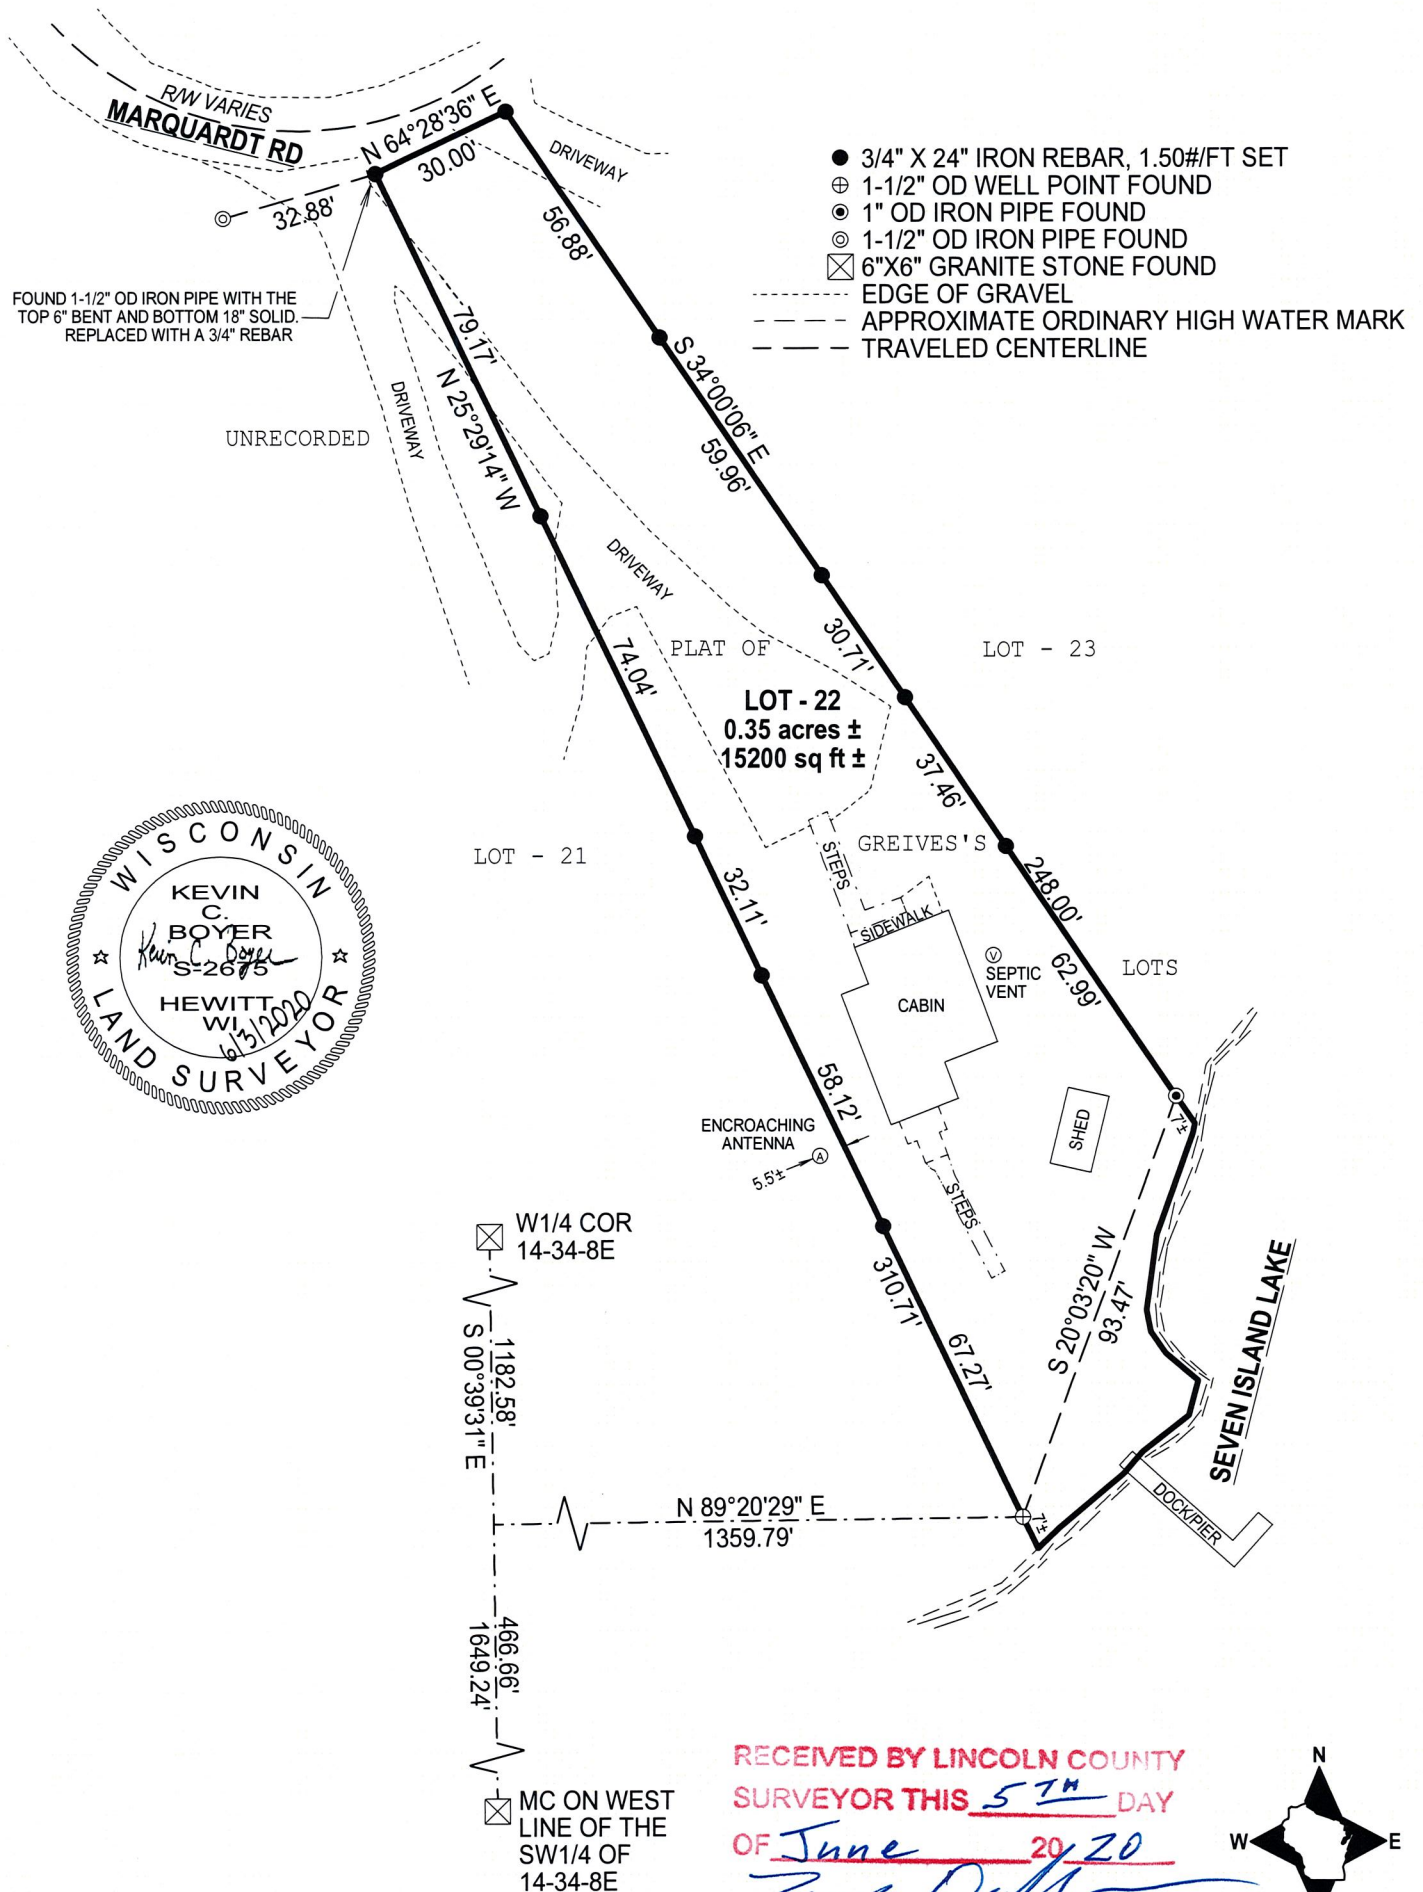 R/W VARIES
MARQUARDT RD
N 64°28'36" E
30.00'
32.88'
DRIVEWAY
3/4" X 24" IRON REBAR, 1.50#/FT SET
1-1/2" OD WELL POINT FOUND
1" OD IRON PIPE FOUND
1-1/2" OD IRON PIPE FOUND
6"X6" GRANITE STONE FOUND
EDGE OF GRAVEL
APPROXIMATE ORDINARY HIGH WATER MARK
TRAVELED CENTERLINE
FOUND 1-1/2" OD IRON PIPE WITH THE
TOP 6" BENT AND BOTTOM 18" SOLID.
REPLACED WITH A 3/4" REBAR
56.88'
79.17'
N 25°29'14" W
S 34°00'06" E
59.96'
DRIVEWAY
UNRECORDED
DRIVEWAY
74.04'
30.71'
PLAT OF
LOT - 23
LOT - 22
0.35 acres ±
15200 sq ft ±
37.46'
STEPS
GREIVES'S
LOT - 21
32.11'
248.00'
62.99'
SIDEWALK
V
SEPTIC
VENT
LOTS
CABIN
WISCONSIN
KEVIN
C.
BOYER
Kevin C. Boyer
S-2675
HEWITT
WI
6/3/2020
LAND SURVEYOR
58.12'
ENCROACHING
ANTENNA
A
5.5'±
SHED
7'±
STEPS
W1/4 COR
14-34-8E
310.71'
67.27'
S 20°03'20" W
93.47'
SEVEN ISLAND LAKE
1182.58'
S 00°39'31" E
N 89°20'29" E
1359.79'
7'±
DOCK/PIER
466.66'
1649.24'
MC ON WEST
LINE OF THE
SW1/4 OF
14-34-8E
RECEIVED BY LINCOLN COUNTY
SURVEYOR THIS 5TH DAY
OF June 20 20
N
W
E